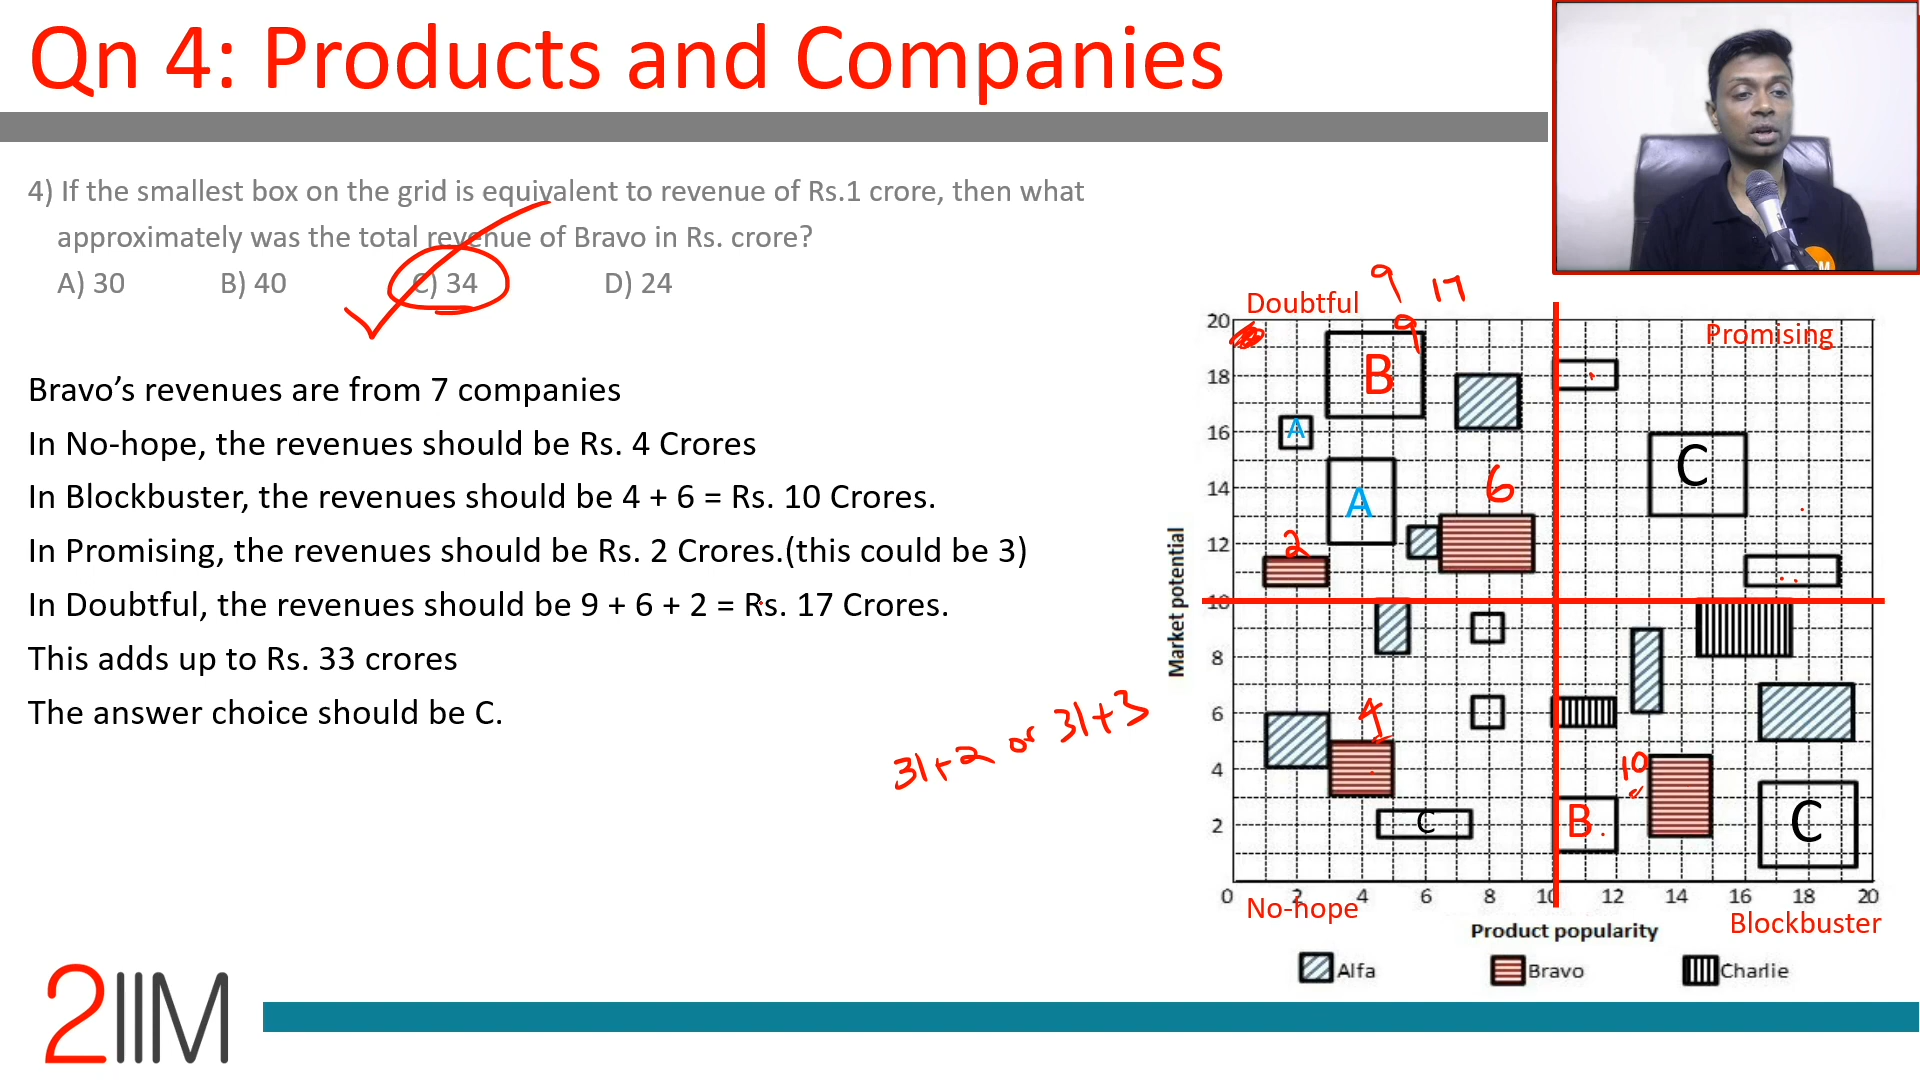 Qn 4: Products and Companies
4) If the smallest box on the grid is equivalent to revenue of Rs.1 crore, then what
approximately was the total revenue of Bravo in Rs. crore?
A) 30 B) 40 C) 34 D) 24
Bravo’s revenues are from 7 companies
In No-hope, the revenues should be Rs. 4 Crores
In Blockbuster, the revenues should be 4 + 6 = Rs. 10 Crores.
In Promising, the revenues should be Rs. 2 Crores.(this could be 3)
In Doubtful, the revenues should be 9 + 6 + 2 = Rs. 17 Crores.
This adds up to Rs. 33 crores
The answer choice should be C.
31+2 or 31+3
9 17
Doubtful
9
Promising
B
A
C
6
A
2
4
10
C
B
C
20
18
16
14
12
10
8
6
4
2
Market potential
0 2 4 6 8 10 12 14 16 18 20
No-hope
Blockbuster
Product popularity
Alfa Bravo Charlie
2IIM
M